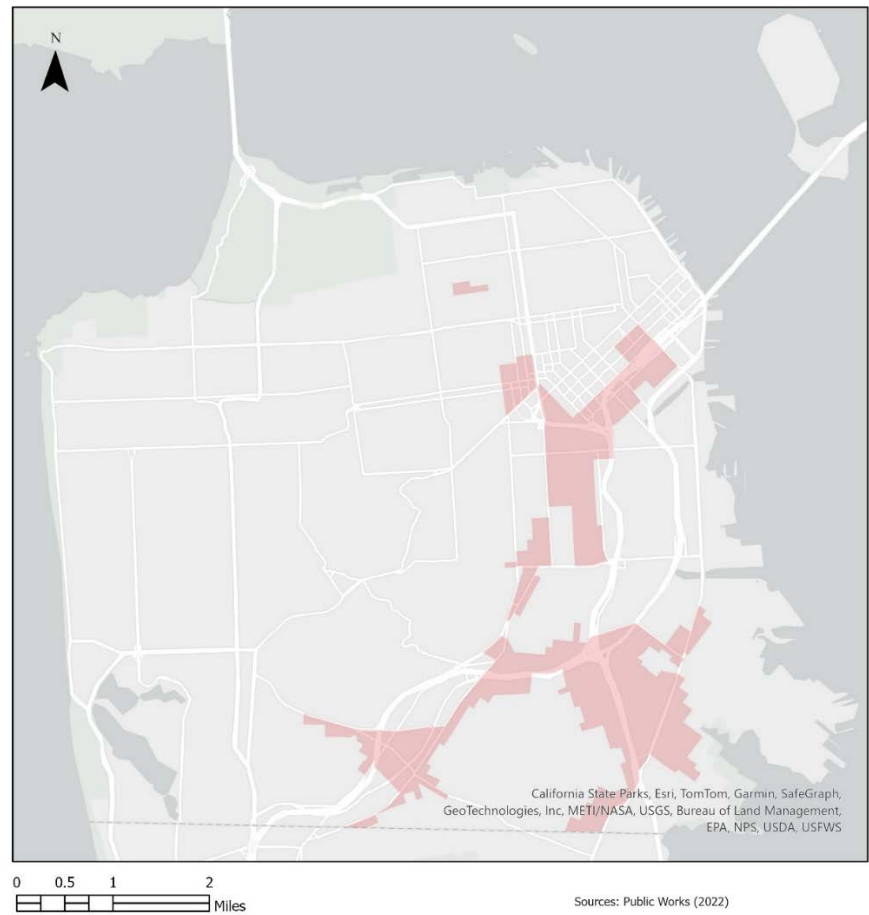 N
California State Parks, Esri, TomTom, Garmin, SafeGraph,
GeoTechnologies, Inc, METI/NASA, USGS, Bureau of Land Management,
EPA, NPS, USDA, USFWS
0 0.5 1 2
Miles
Sources: Public Works (2022)